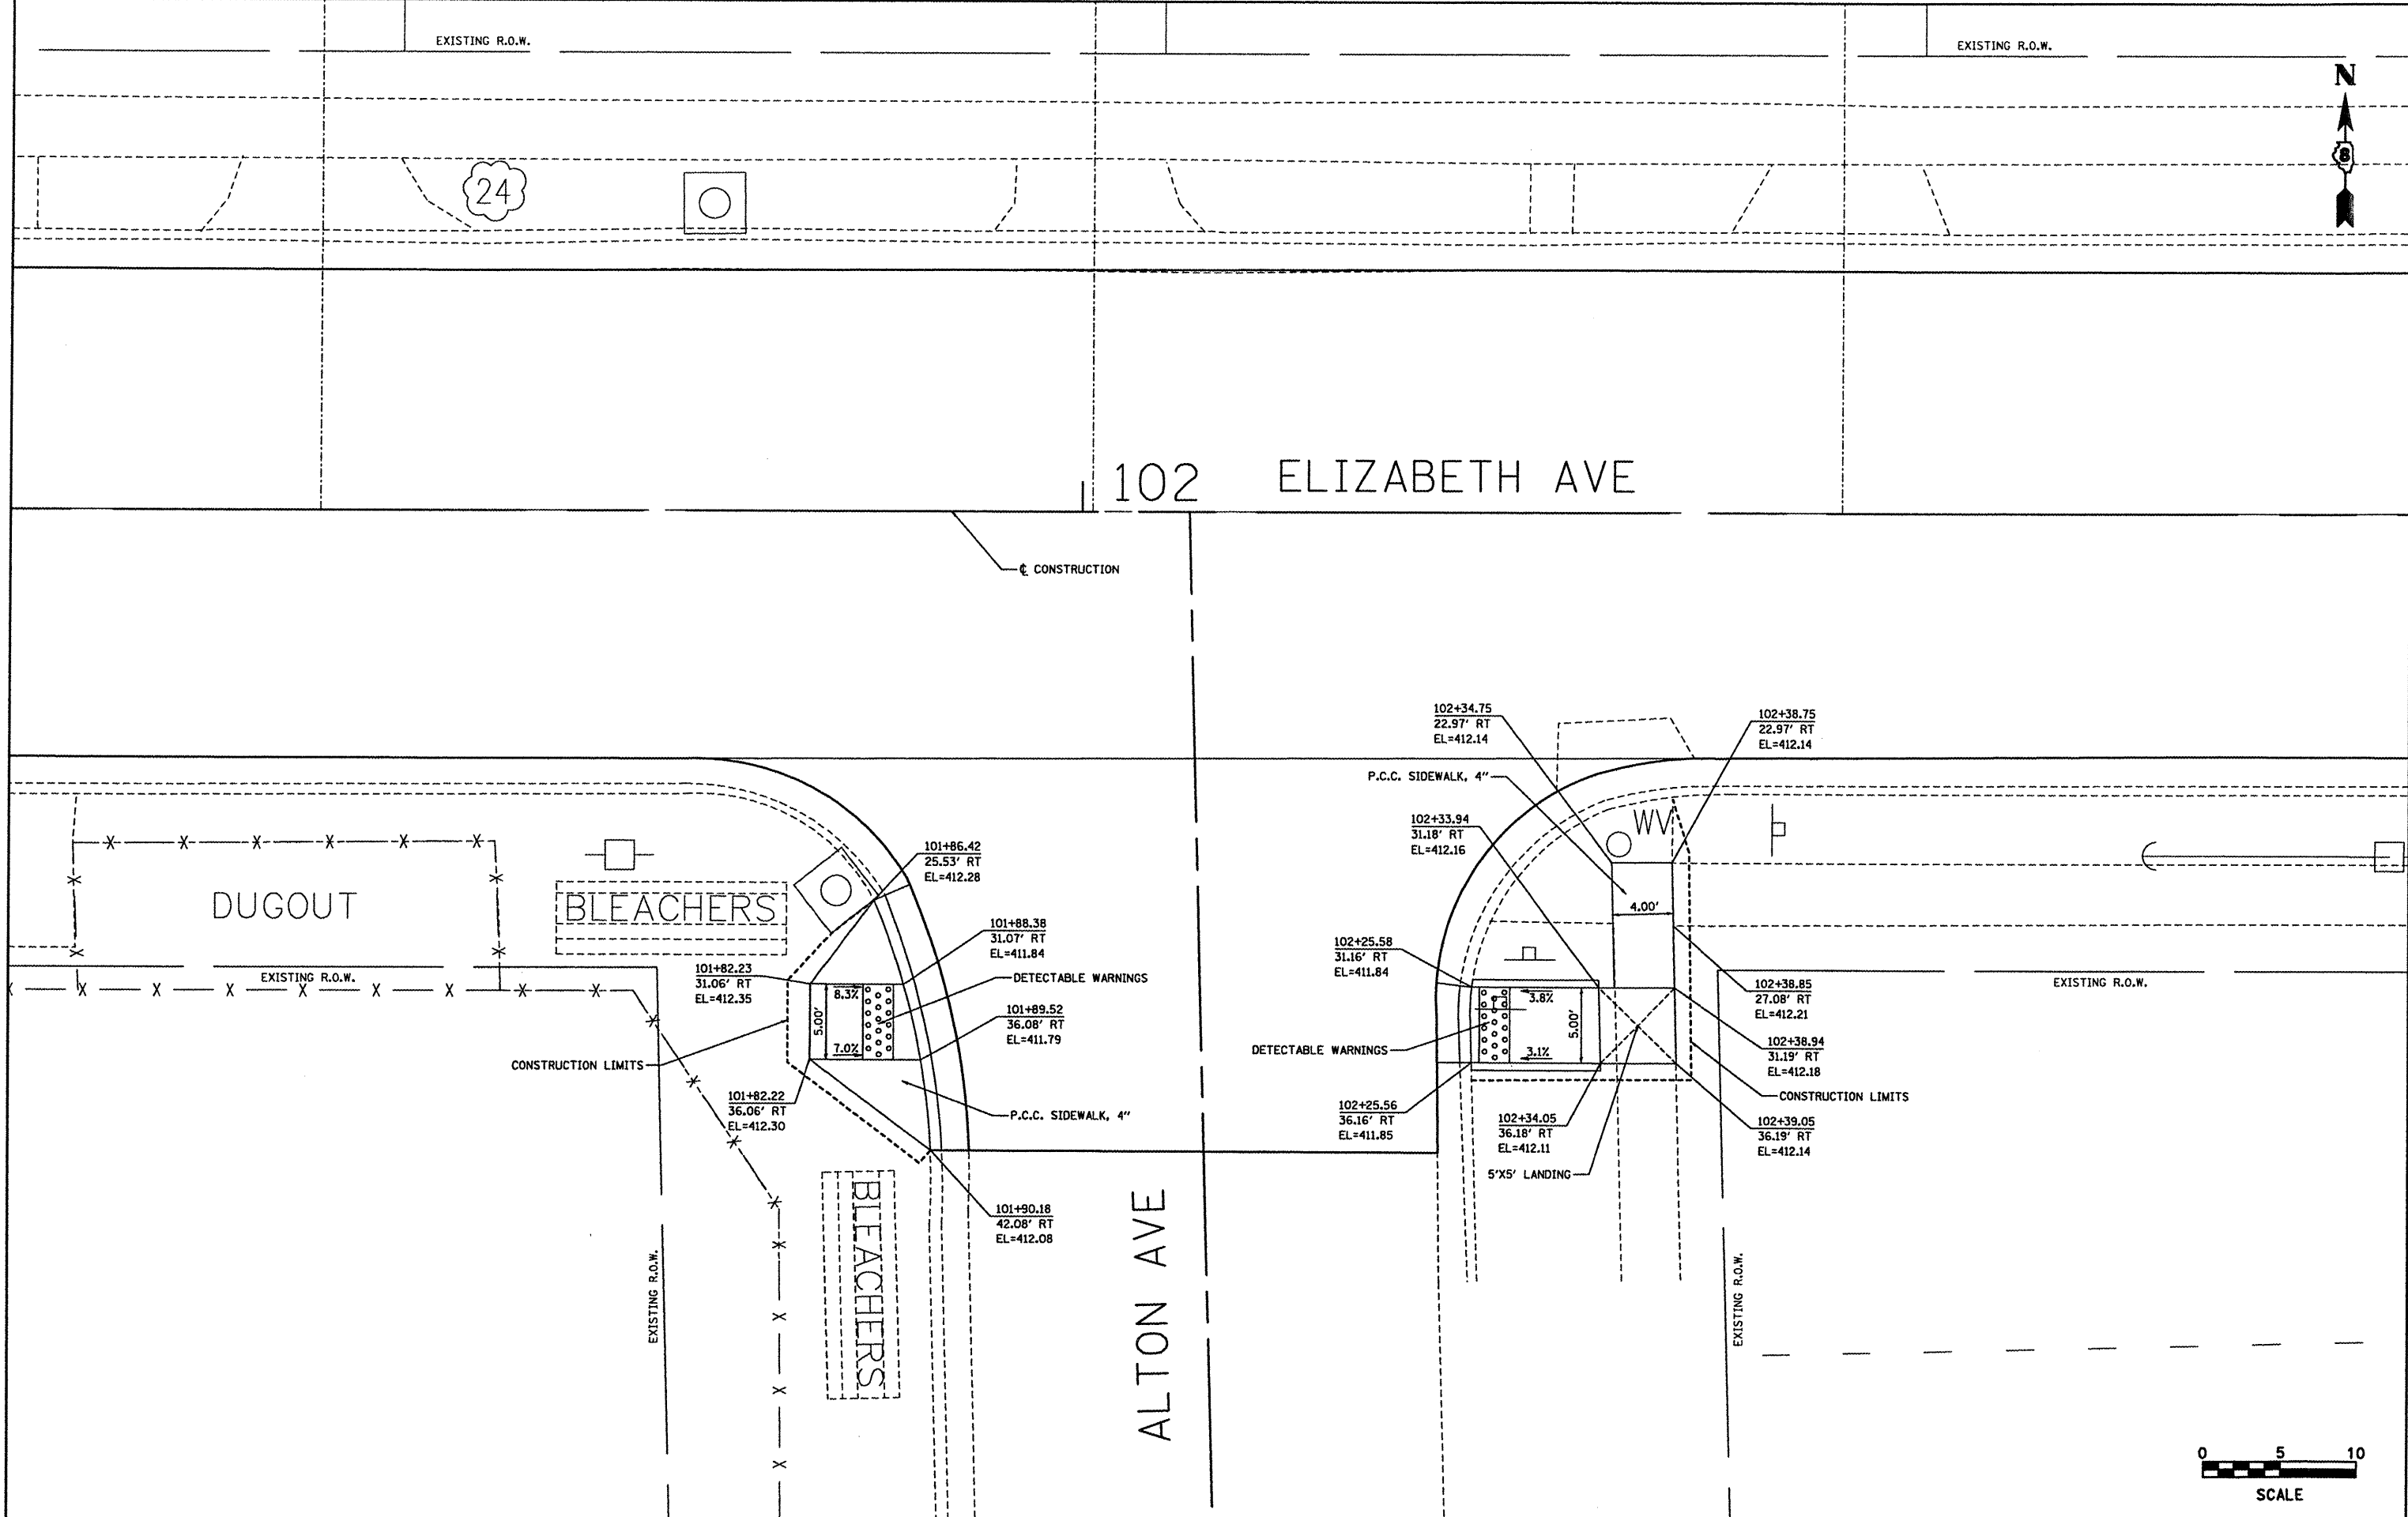 EXISTING R.O.W.
EXISTING R.O.W.
N
8
24
102 ELIZABETH AVE
℄ CONSTRUCTION
102+34.75
22.97' RT
EL=412.14
102+38.75
22.97' RT
EL=412.14
P.C.C. SIDEWALK, 4"
102+33.94
31.18' RT
EL=412.16
WV
101+86.42
25.53' RT
EL=412.28
DUGOUT
BLEACHERS
4.00'
101+88.38
31.07' RT
EL=411.84
102+25.58
31.16' RT
EL=411.84
101+82.23
31.06' RT
EL=412.35
EXISTING R.O.W.
DETECTABLE WARNINGS
EXISTING R.O.W.
8.3%
3.8%
102+38.85
27.08' RT
EL=412.21
5.00'
101+89.52
36.08' RT
EL=411.79
5.00'
7.0%
3.1%
DETECTABLE WARNINGS
102+38.94
31.19' RT
EL=412.18
CONSTRUCTION LIMITS
CONSTRUCTION LIMITS
101+82.22
36.06' RT
EL=412.30
P.C.C. SIDEWALK, 4"
102+25.56
36.16' RT
EL=411.85
102+34.05
36.18' RT
EL=412.11
102+39.05
36.19' RT
EL=412.14
5'X5' LANDING
101+90.18
42.08' RT
EL=412.08
BLEACHERS
ALTON AVE
EXISTING R.O.W.
EXISTING R.O.W.
0 5 10
SCALE